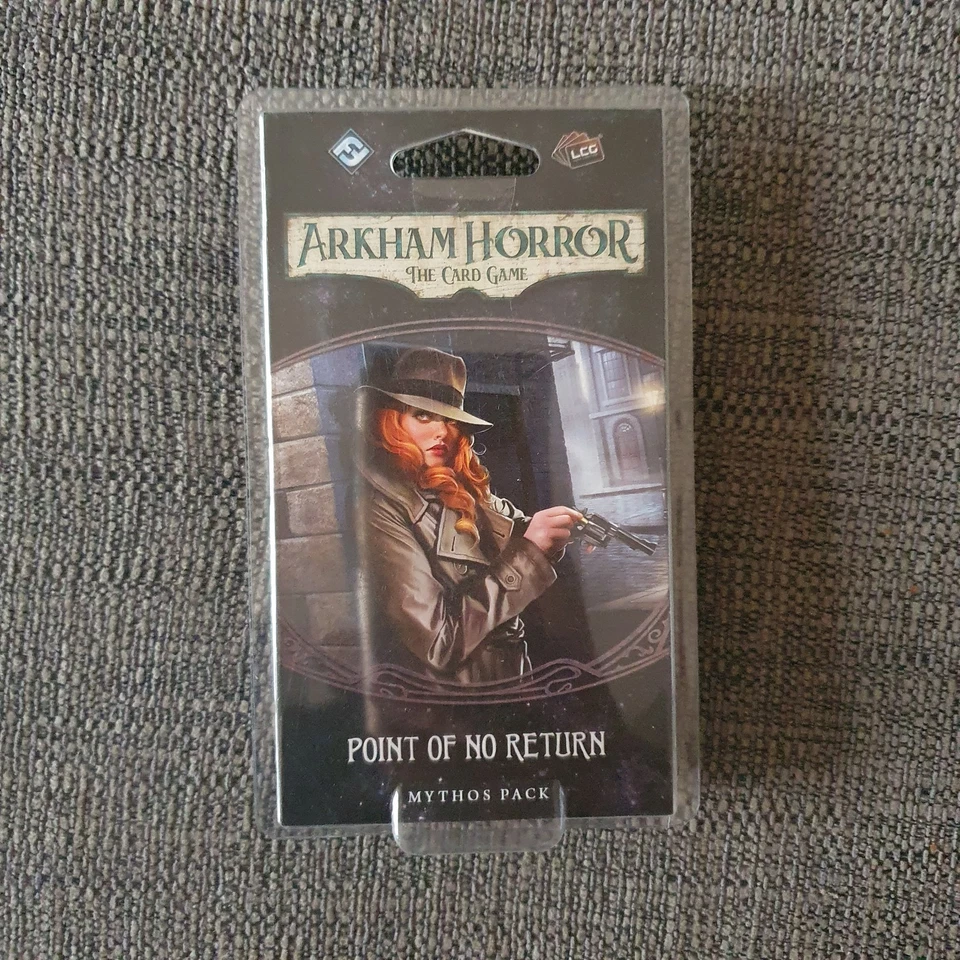 LCG
ARKHAM HORROR
THE CARD GAME
POINT OF NO RETURN
MYTHOS PACK